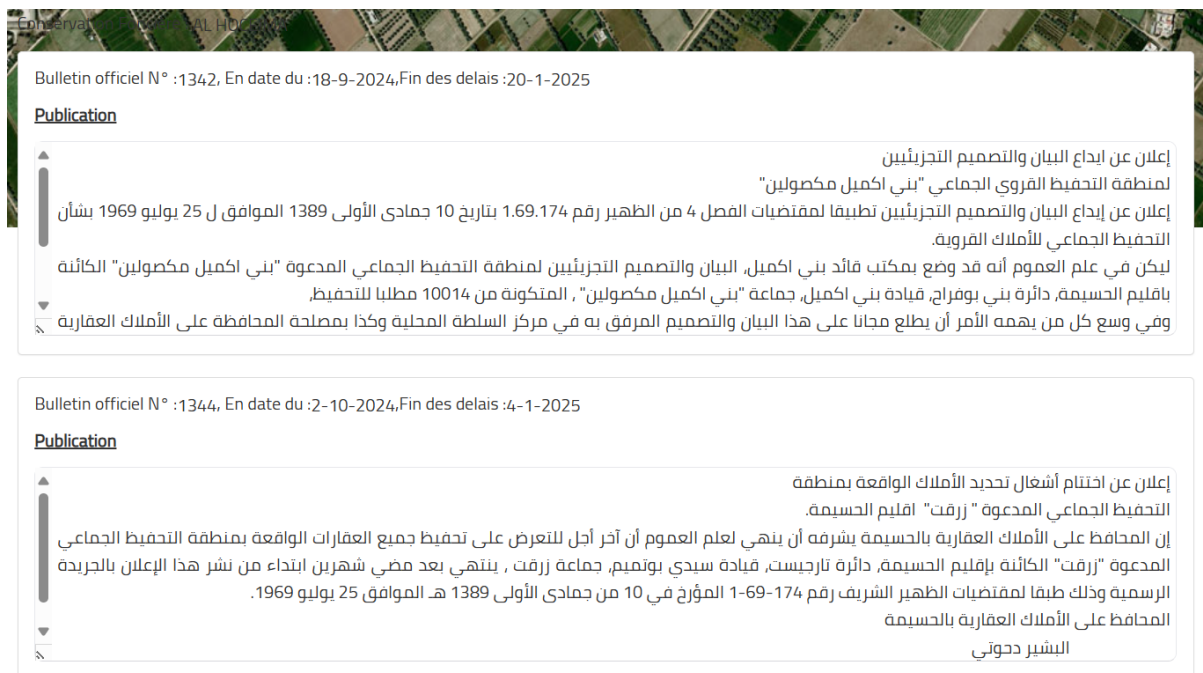 Bulletin officiel N° :1342, En date du :18-9-2024,Fin des delais :20-1-2025
Publication
إعلان عن ايداع البيان والتصميم التجزيئيين
لمنطقة التحفيظ القروي الجماعي "بني اكميل مكصولين"
إعلان عن إيداع البيان والتصميم التجزيئيين تطبيقا لمقتضيات الفصل 4 من الظهير رقم 1.69.174 بتاريخ 10 جمادى الأولى 1389 الموافق ل 25 يوليو 1969 بشأن
التحفيظ الجماعي للأملاك القروية.
ليكن في علم العموم أنه قد وضع بمكتب قائد بني اكميل، البيان والتصميم التجزيئيين لمنطقة التحفيظ الجماعي المدعوة "بني اكميل مكصولين" الكائنة
باقليم الحسيمة، دائرة بني بوفراح، قيادة بني اكميل، جماعة "بني اكميل مكصولين" , المتكونة من 10014 مطلبا للتحفيظ,
وفي وسع كل من يهمه الأمر أن يطلع مجانا على هذا البيان والتصميم المرفق به في مركز السلطة المحلية وكذا بمصلحة المحافظة على الأملاك العقارية
Bulletin officiel N° :1344, En date du :2-10-2024,Fin des delais :4-1-2025
Publication
إعلان عن اختتام أشغال تحديد الأملاك الواقعة بمنطقة
التحفيظ الجماعي المدعوة " زرقت" اقليم الحسيمة.
إن المحافظ على الأملاك العقارية بالحسيمة يشرفه أن ينهي لعلم العموم أن آخر أجل للتعرض على تحفيظ جميع العقارات الواقعة بمنطقة التحفيظ الجماعي
المدعوة "زرقت" الكائنة بإقليم الحسيمة، دائرة تارجيست، قيادة سيدي بوتميم، جماعة زرقت ، ينتهي بعد مضي شهرين ابتداء من نشر هذا الإعلان بالجريدة
الرسمية وذلك طبقا لمقتضيات الظهير الشريف رقم 174-69-1 المؤرخ في 10 من جمادى الأولى 1389 هـ الموافق 25 يوليو 1969.
المحافظ على الأملاك العقارية بالحسيمة
البشير دحوتي